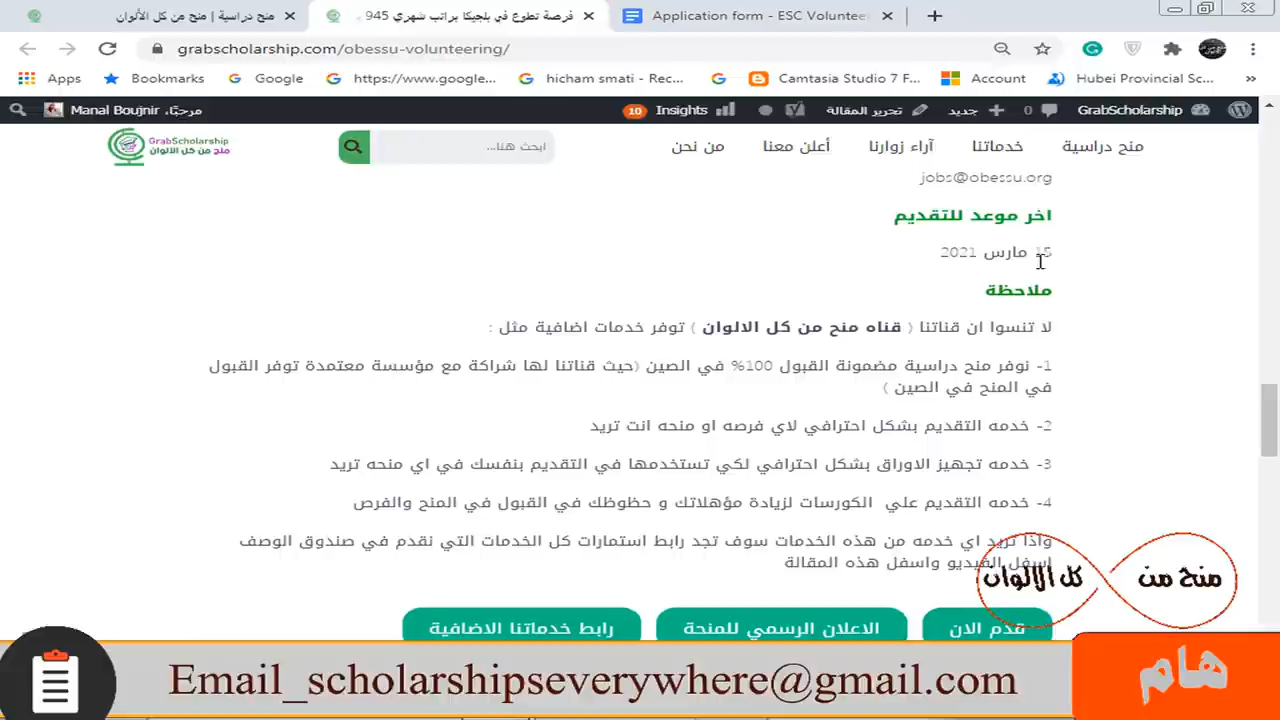 منح دراسية | منح من كل الألوان
فرصة تطوع في بلجيكا براتب شهري 945
Application form - ESC Voluntee
grabscholarship.com/obessu-volunteering/
Apps Bookmarks Google https://www.google... hicham smati - Rec... Camtasia Studio 7 F... Account Hubei Provincial Sc... »
مرحبًا، Manal Boujnir 10 Insights تحرير المقالة جديد 0 GrabScholarship
GrabScholarship
منح من كل الألوان
ابحث هنا...
منح دراسية خدماتنا آراء زوارنا أعلن معنا من نحن
jobs@obessu.org
اخر موعد للتقديم
15 مارس 2021
ملاحظة
لا تنسوا ان قناتنا ( قناه منح من كل الالوان ) توفر خدمات اضافية مثل :
1- نوفر منح دراسية مضمونة القبول 100% في الصين (حيث قناتنا لها شراكة مع مؤسسة معتمدة توفر القبول
في المنح في الصين )
2- خدمه التقديم بشكل احترافي لاي فرصه او منحه انت تريد
3- خدمه تجهيز الاوراق بشكل احترافي لكي تستخدمها في التقديم بنفسك في اي منحه تريد
4- خدمه التقديم علي الكورسات لزيادة مؤهلاتك و حظوظك في القبول في المنح والفرص
واذا تريد اي خدمه من هذه الخدمات سوف تجد رابط استمارات كل الخدمات التي نقدم في صندوق الوصف
اسفل الفيديو واسفل هذه المقالة
منح من كل الالوان
قدم الان الاعلان الرسمي للمنحة رابط خدماتنا الاضافية
Email_scholarshipseverywhere@gmail.com
هام